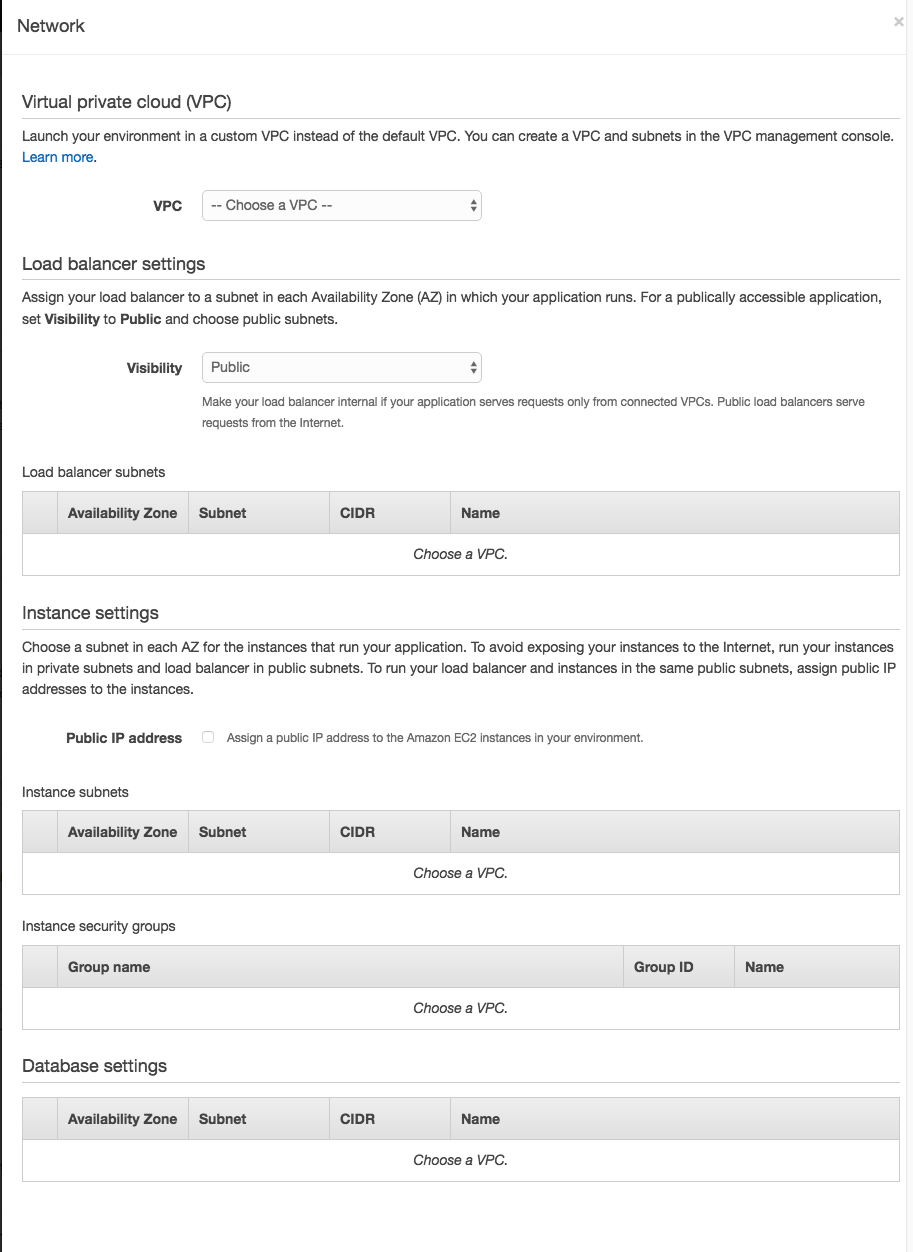 Network
×
Virtual private cloud (VPC)
Launch your environment in a custom VPC instead of the default VPC. You can create a VPC and subnets in the VPC management console.
Learn more.
VPC -- Choose a VPC --
Load balancer settings
Assign your load balancer to a subnet in each Availability Zone (AZ) in which your application runs. For a publically accessible application,
set Visibility to Public and choose public subnets.
Visibility Public
Make your load balancer internal if your application serves requests only from connected VPCs. Public load balancers serve
requests from the Internet.
Load balancer subnets
Availability Zone Subnet CIDR Name
Choose a VPC.
Instance settings
Choose a subnet in each AZ for the instances that run your application. To avoid exposing your instances to the Internet, run your instances
in private subnets and load balancer in public subnets. To run your load balancer and instances in the same public subnets, assign public IP
addresses to the instances.
Public IP address Assign a public IP address to the Amazon EC2 instances in your environment.
Instance subnets
Availability Zone Subnet CIDR Name
Choose a VPC.
Instance security groups
Group name Group ID Name
Choose a VPC.
Database settings
Availability Zone Subnet CIDR Name
Choose a VPC.